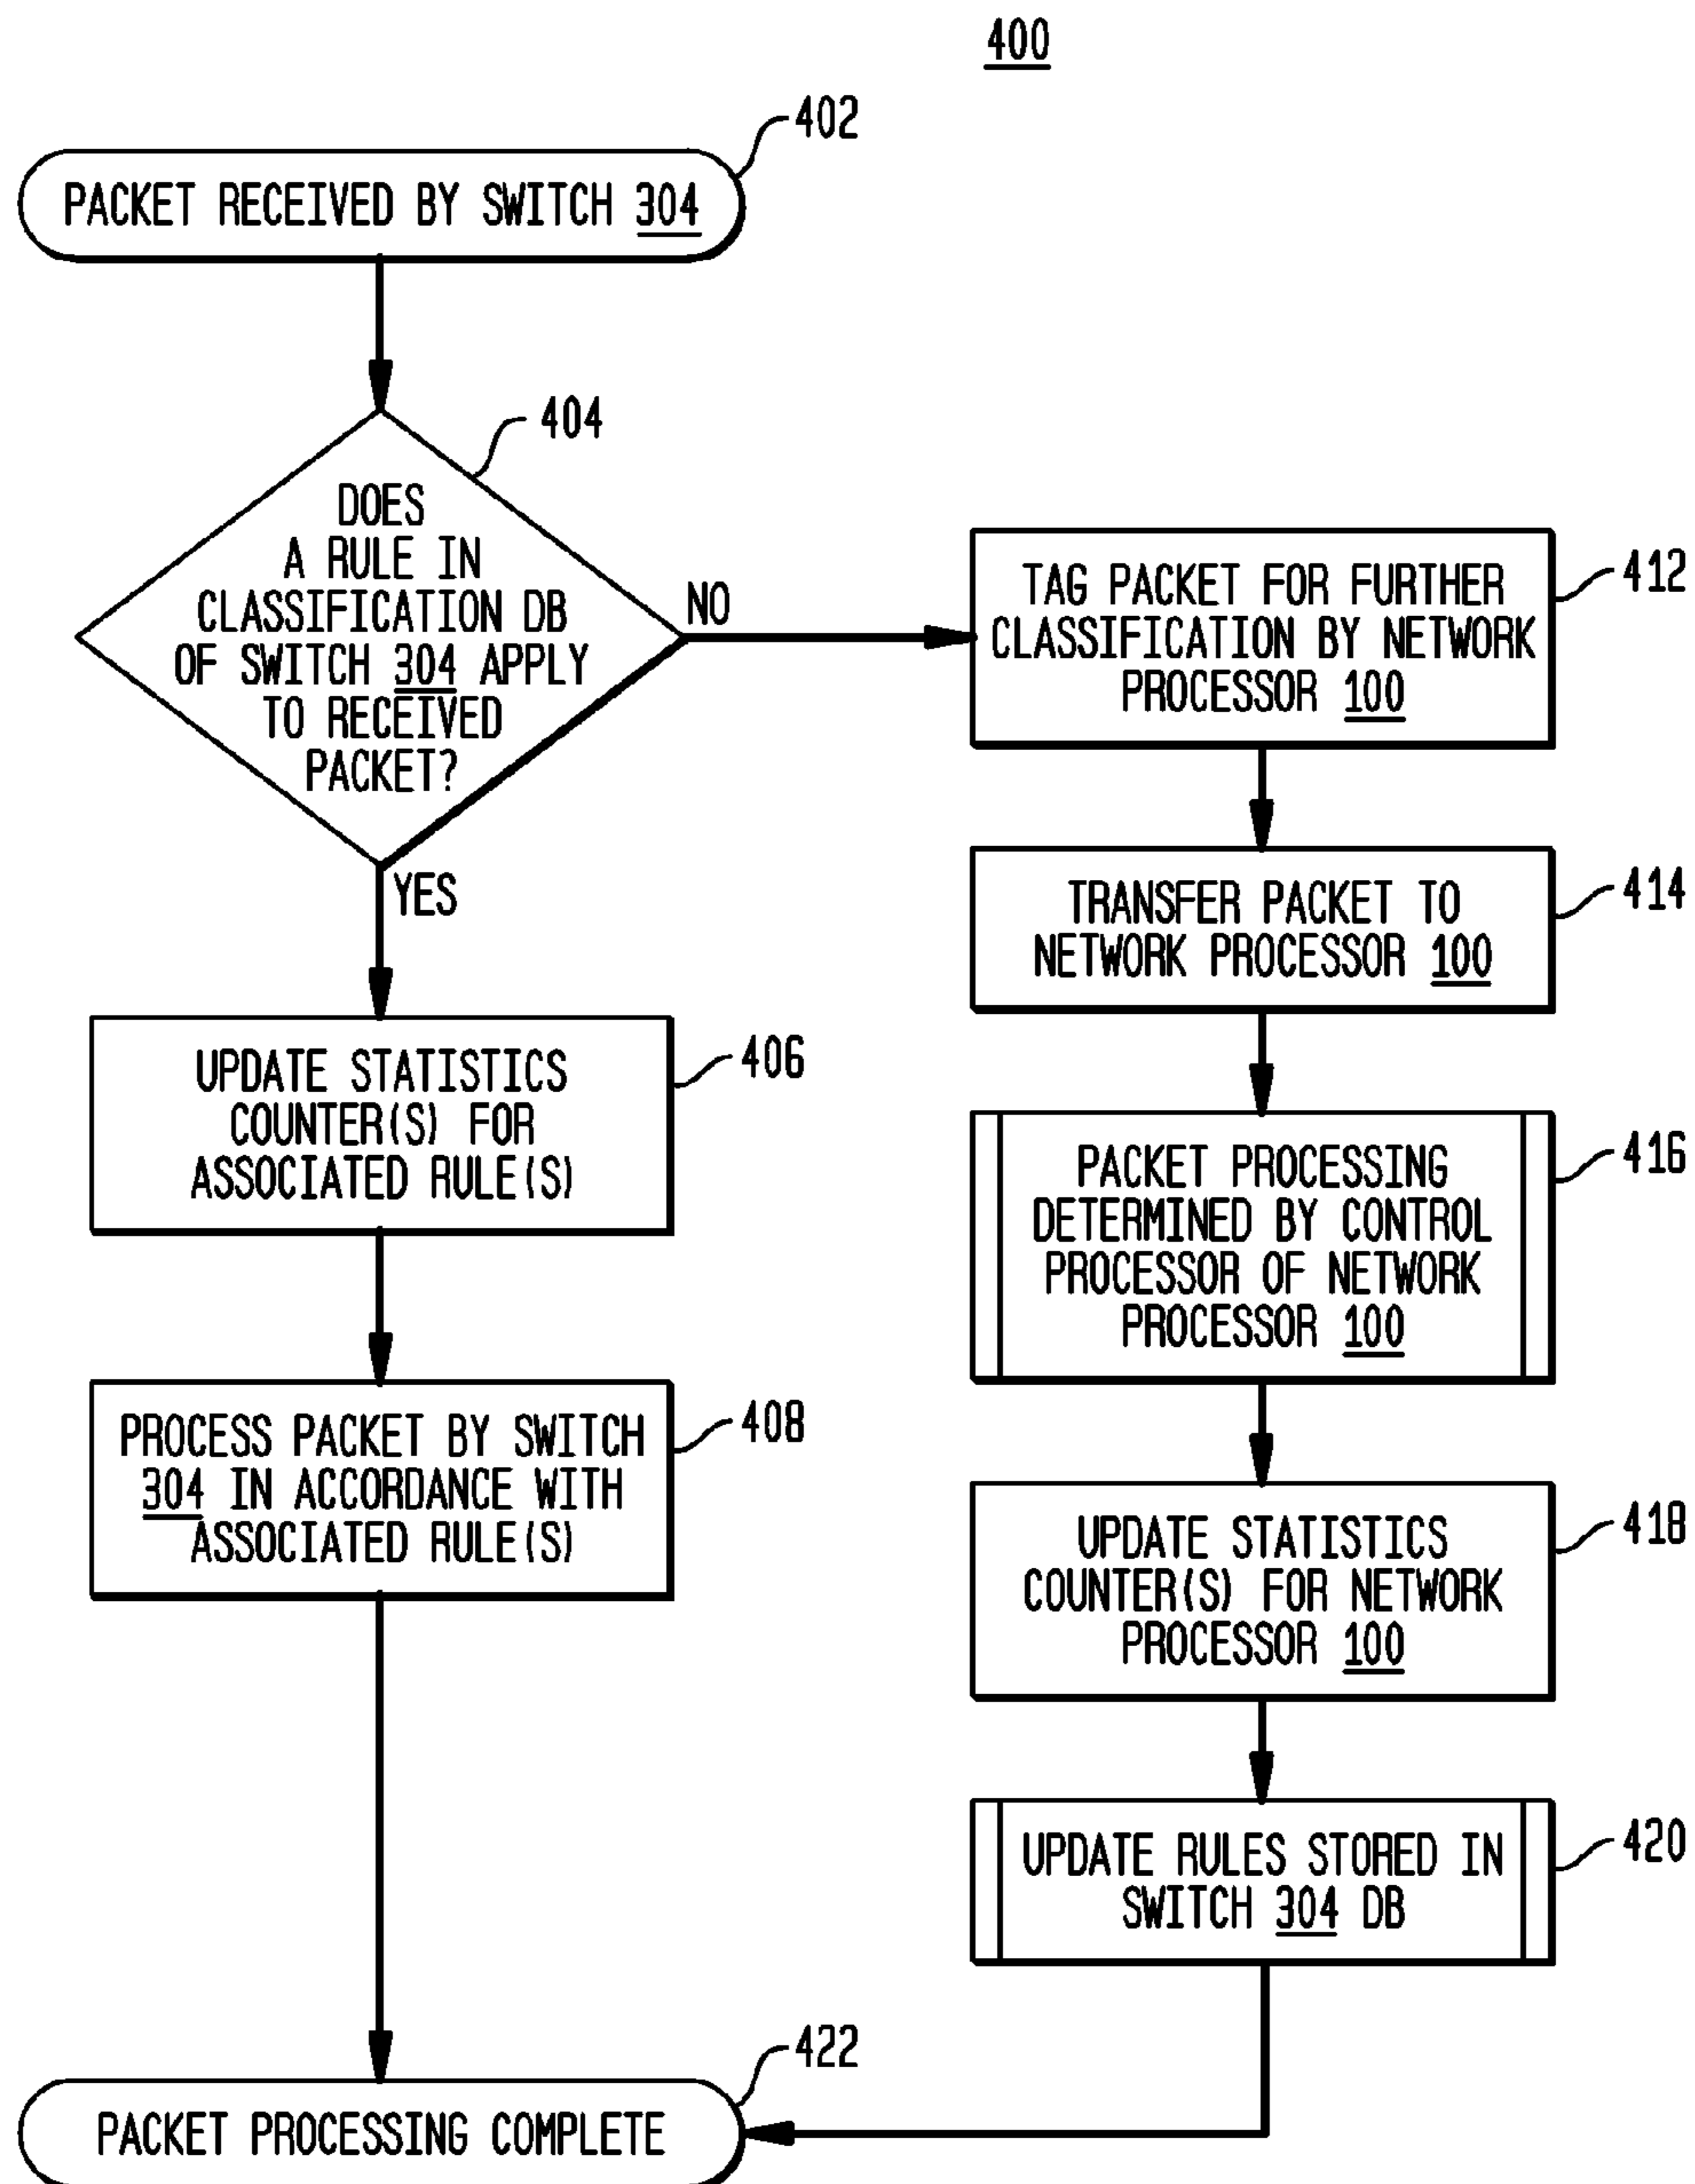 400
402
PACKET RECEIVED BY SWITCH 304
404
DOES
A RULE IN
CLASSIFICATION DB
OF SWITCH 304 APPLY
TO RECEIVED
PACKET?
NO
YES
406
UPDATE STATISTICS
COUNTER(S) FOR
ASSOCIATED RULE(S)
408
PROCESS PACKET BY SWITCH
304 IN ACCORDANCE WITH
ASSOCIATED RULE(S)
412
TAG PACKET FOR FURTHER
CLASSIFICATION BY NETWORK
PROCESSOR 100
414
TRANSFER PACKET TO
NETWORK PROCESSOR 100
416
PACKET PROCESSING
DETERMINED BY CONTROL
PROCESSOR OF NETWORK
PROCESSOR 100
418
UPDATE STATISTICS
COUNTER(S) FOR NETWORK
PROCESSOR 100
420
UPDATE RULES STORED IN
SWITCH 304 DB
422
PACKET PROCESSING COMPLETE